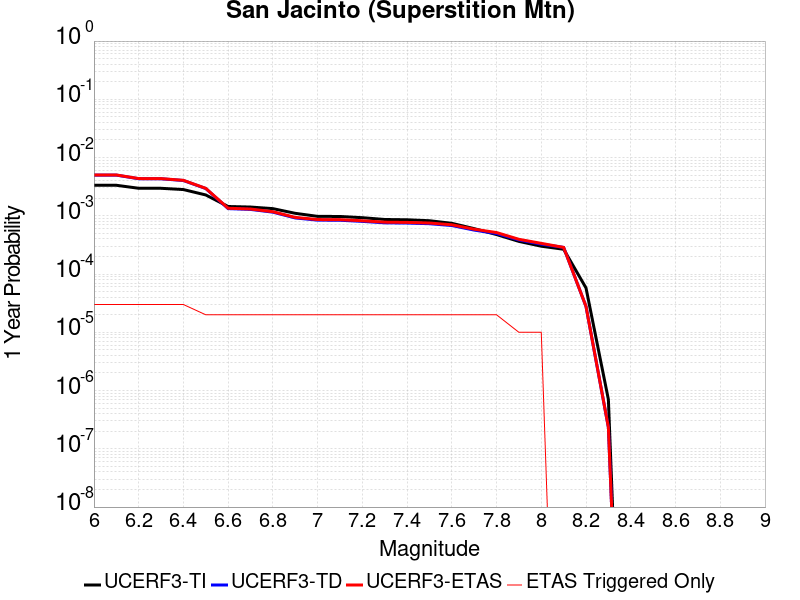 San Jacinto (Superstition Mtn)
10^0
10^-1
10^-2
10^-3
10^-4
10^-5
10^-6
10^-7
10^-8
1 Year Probability
6 6.2 6.4 6.6 6.8 7 7.2 7.4 7.6 7.8 8 8.2 8.4 8.6 8.8 9
Magnitude
UCERF3-TI UCERF3-TD UCERF3-ETAS ETAS Triggered Only